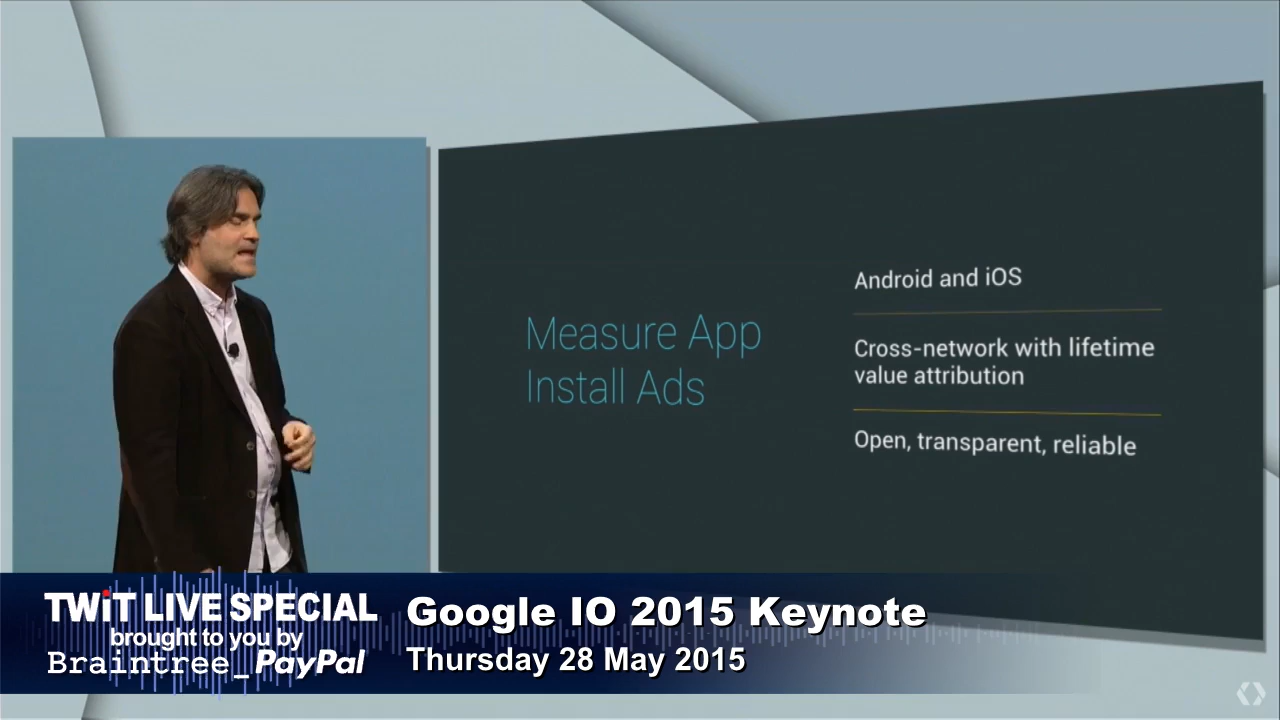 Measure App
Install Ads
Android and iOS
Cross-network with lifetime
value attribution
Open, transparent, reliable
TWiT LIVE SPECIAL
brought to you by
Braintree_PayPal
Google IO 2015 Keynote
Thursday 28 May 2015